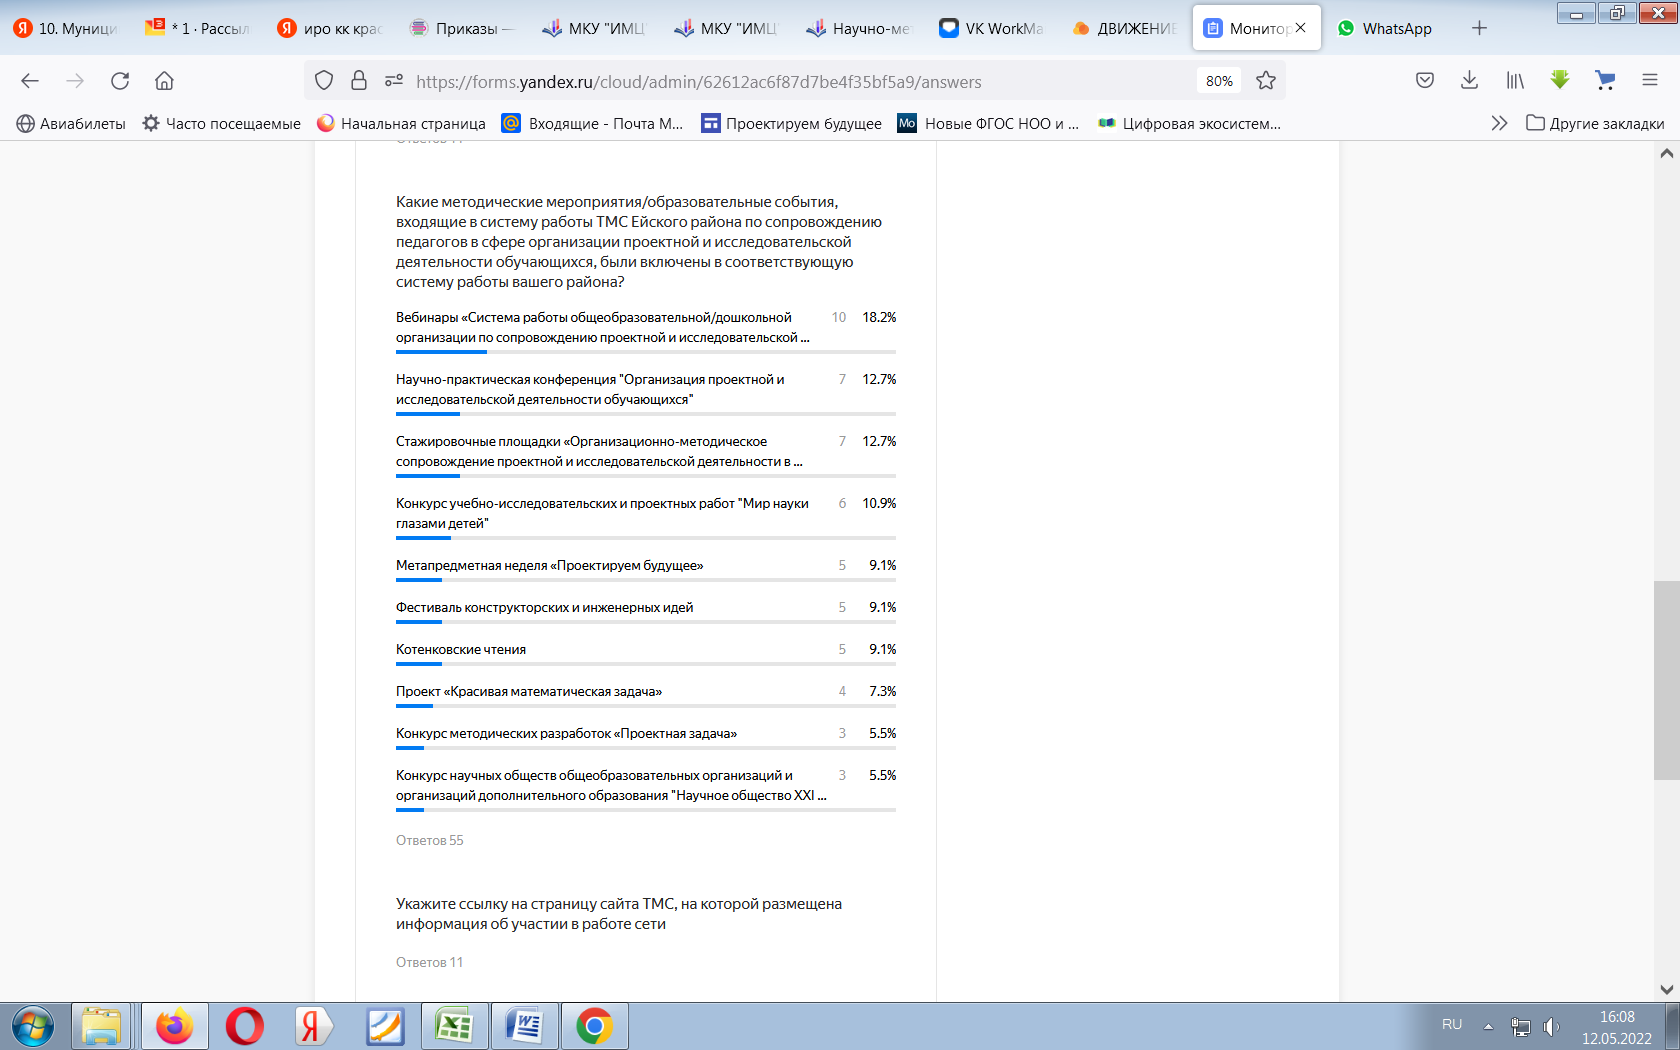 10. Муници
* 1 · Рассыл
иро кк крас
Приказы —
МКУ "ИМЦ"
МКУ "ИМЦ"
Научно-мет
VK WorkMa
ДВИЖЕНИЕ
Монитор
WhatsApp
https://forms.yandex.ru/cloud/admin/62612ac6f87d7be4f35bf5a9/answers
80%
Авиабилеты
Часто посещаемые
Начальная страница
Входящие - Почта М...
Проектируем будущее
Новые ФГОС НОО и ...
Цифровая экосистем...
Другие закладки
Какие методические мероприятия/образовательные события,
входящие в систему работы ТМС Ейского района по сопровождению
педагогов в сфере организации проектной и исследовательской
деятельности обучающихся, были включены в соответствующую
систему работы вашего района?
Вебинары «Система работы общеобразовательной/дошкольной 10 18.2%
организации по сопровождению проектной и исследовательской ...
Научно-практическая конференция "Организация проектной и 7 12.7%
исследовательской деятельности обучающихся"
Стажировочные площадки «Организационно-методическое 7 12.7%
сопровождение проектной и исследовательской деятельности в ...
Конкурс учебно-исследовательских и проектных работ "Мир науки 6 10.9%
глазами детей"
Метапредметная неделя «Проектируем будущее» 5 9.1%
Фестиваль конструкторских и инженерных идей 5 9.1%
Котенковские чтения 5 9.1%
Проект «Красивая математическая задача» 4 7.3%
Конкурс методических разработок «Проектная задача» 3 5.5%
Конкурс научных обществ общеобразовательных организаций и 3 5.5%
организаций дополнительного образования "Научное общество XXI ...
Ответов 55
Укажите ссылку на страницу сайта ТМС, на которой размещена
информация об участии в работе сети
Ответов 11
RU
16:08
12.05.2022